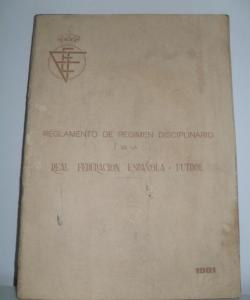 REGLAMENTO DE REGIMEN DISCIPLINARIO
DE LA
REAL FEDERACION ESPAÑOLA - FUTBOL
1981